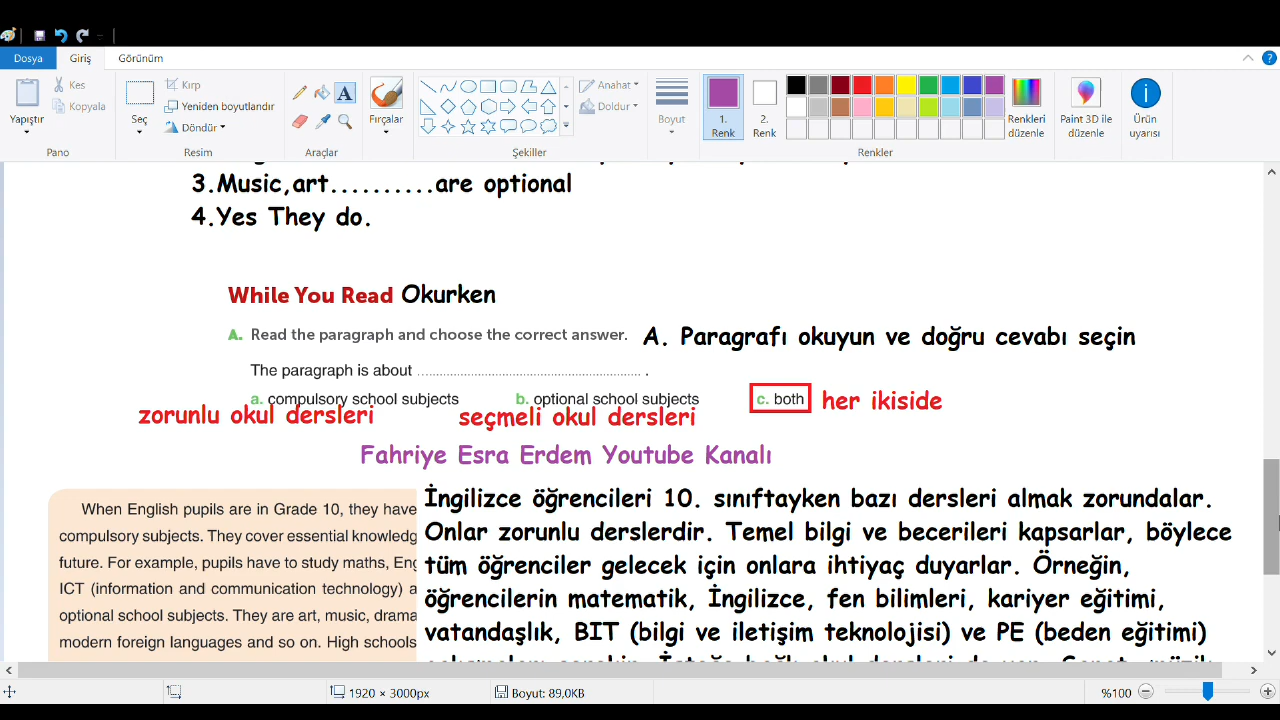 Dosya Giriş Görünüm
Yapıştır Kes Kopyala
Seç Kırp Yeniden boyutlandır Döndür
A
Fırçalar
Anahat Doldur
Boyut
1. Renk
2. Renk
Renkleri düzenle
Paint 3D ile düzenle
Ürün uyarısı
Pano Resim Araçlar Şekiller Renkler
3.Music,art..........are optional
4.Yes They do.
While You Read Okurken
A. Read the paragraph and choose the correct answer. A. Paragrafı okuyun ve doğru cevabı seçin
The paragraph is about ............................................................ .
a. compulsory school subjects b. optional school subjects c. both her ikiside
zorunlu okul dersleri seçmeli okul dersleri
Fahriye Esra Erdem Youtube Kanalı
When English pupils are in Grade 10, they have
compulsory subjects. They cover essential knowledg
future. For example, pupils have to study maths, Eng
ICT (information and communication technology) a
optional school subjects. They are art, music, drama
modern foreign languages and so on. High schools
İngilizce öğrencileri 10. sınıftayken bazı dersleri almak zorundalar.
Onlar zorunlu derslerdir. Temel bilgi ve becerileri kapsarlar, böylece
tüm öğrenciler gelecek için onlara ihtiyaç duyarlar. Örneğin,
öğrencilerin matematik, İngilizce, fen bilimleri, kariyer eğitimi,
vatandaşlık, BIT (bilgi ve iletişim teknolojisi) ve PE (beden eğitimi)
1920 × 3000px Boyut: 89,0KB %100